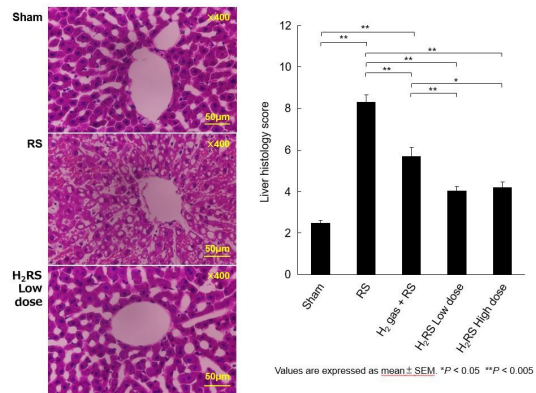 Sham
×400
50μm
RS
×400
50μm
H₂RS
Low
dose
×400
50μm
Liver histology score
12
10
8
6
4
2
0
**
**
**
**
**
*
**
Sham
RS
H₂ gas + RS
H₂RS Low dose
H₂RS High dose
Values are expressed as mean ± SEM. *P < 0.05 **P < 0.005